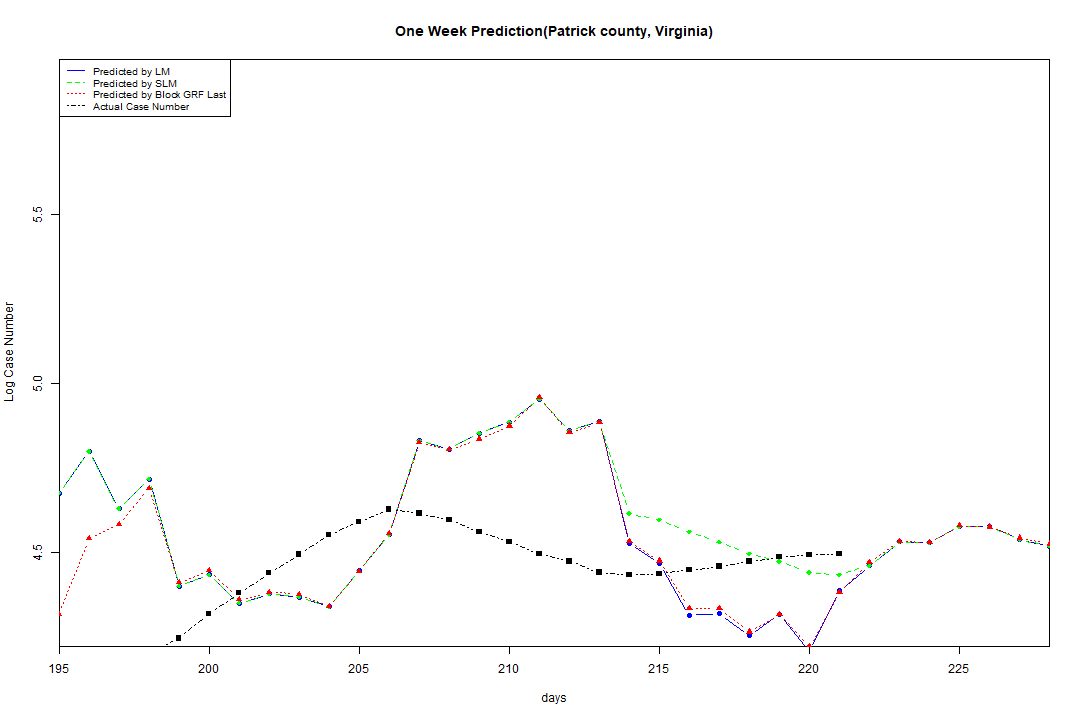 One Week Prediction(Patrick county, Virginia)
Predicted by LM
Predicted by SLM
Predicted by Block GRF Last
Actual Case Number
Log Case Number
5.5
5.0
4.5
195 200 205 210 215 220 225
days